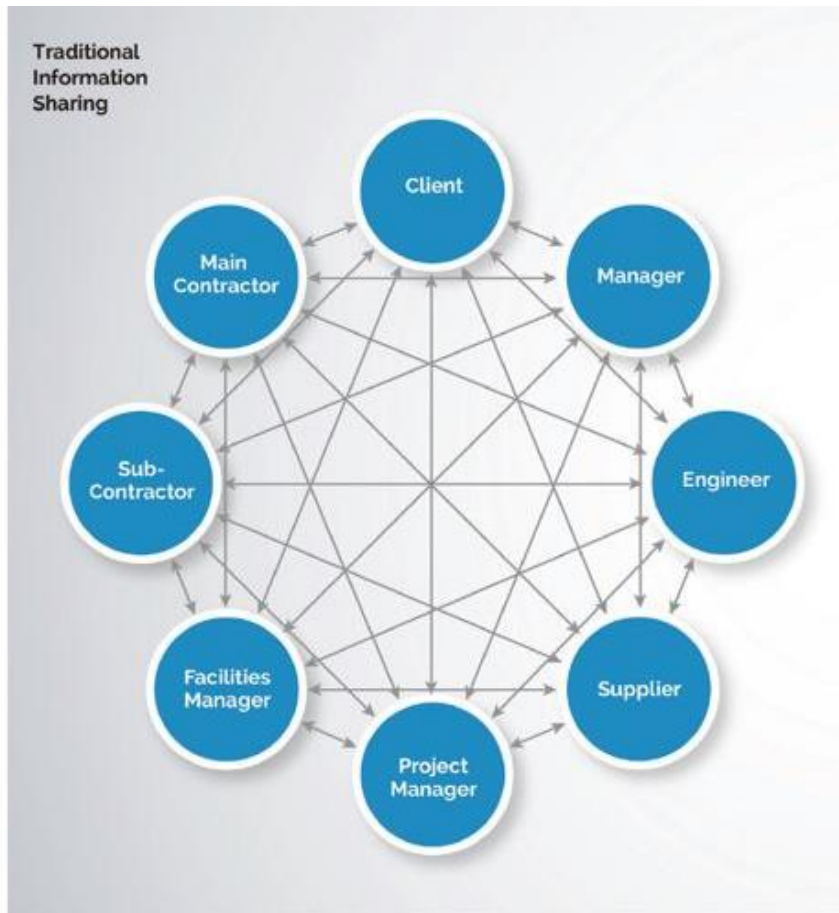 Traditional
Information
Sharing
Client
Manager
Main
Contractor
Sub-
Contractor
Engineer
Facilities
Manager
Supplier
Project
Manager